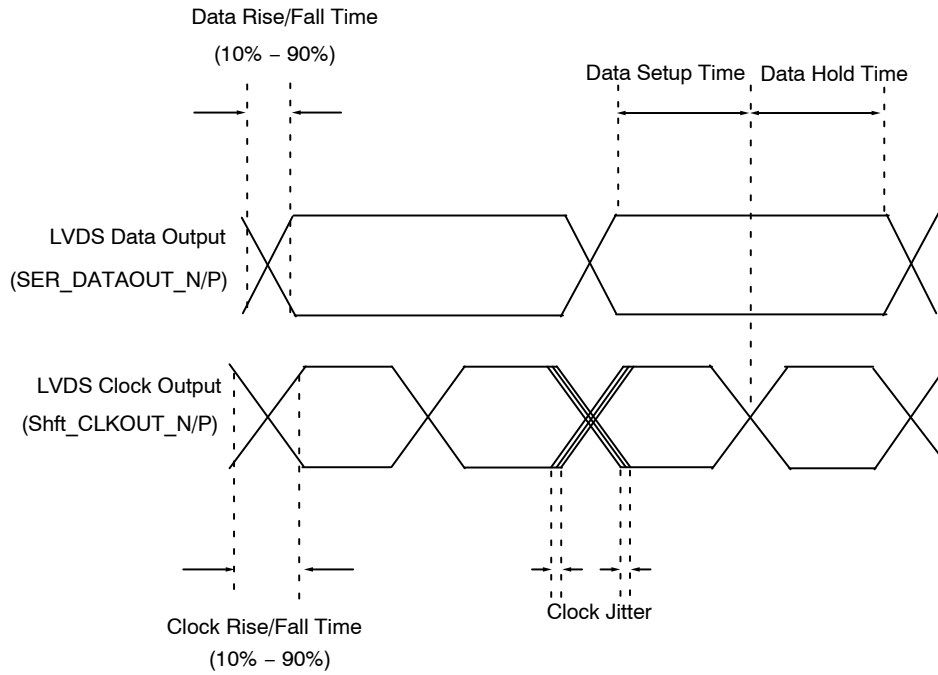 Data Rise/Fall Time
(10% – 90%)
Data Setup Time
Data Hold Time
LVDS Data Output
(SER_DATAOUT_N/P)
LVDS Clock Output
(Shft_CLKOUT_N/P)
Clock Jitter
Clock Rise/Fall Time
(10% – 90%)